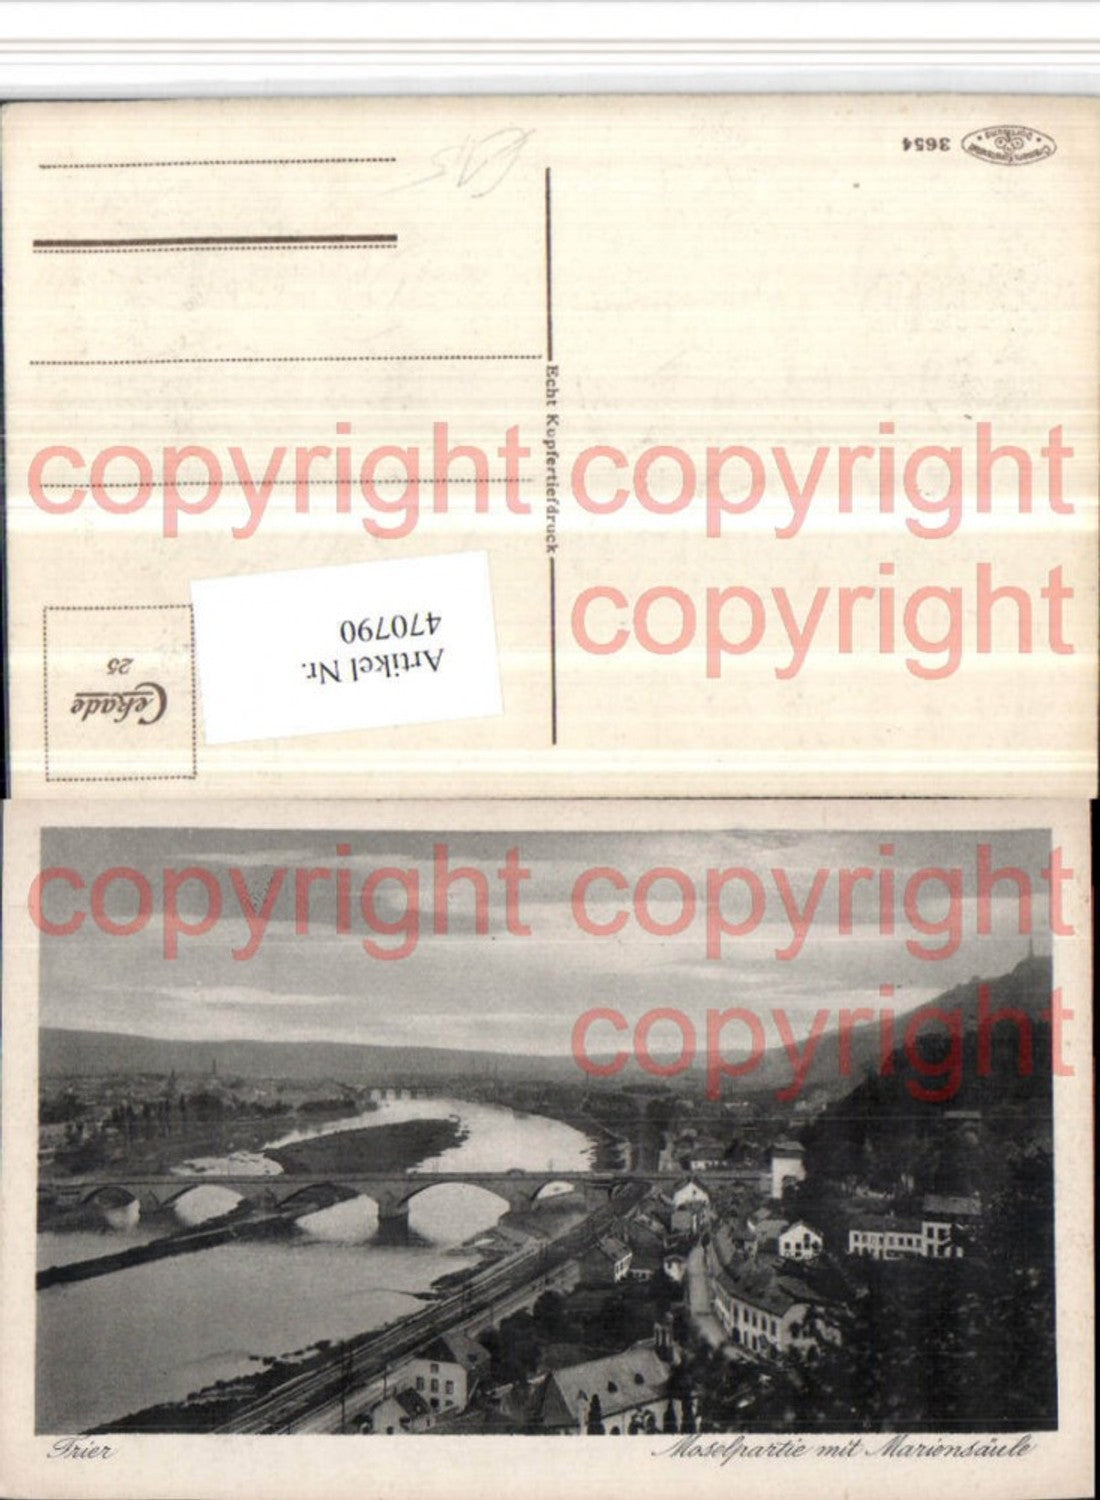 3654
Echt Kupfertiefdruck
copyright copyright
copyright
Artikel Nr.
470790
Cekade
25
copyright copyright
copyright
Trier
Moselpartie mit Mariensäule